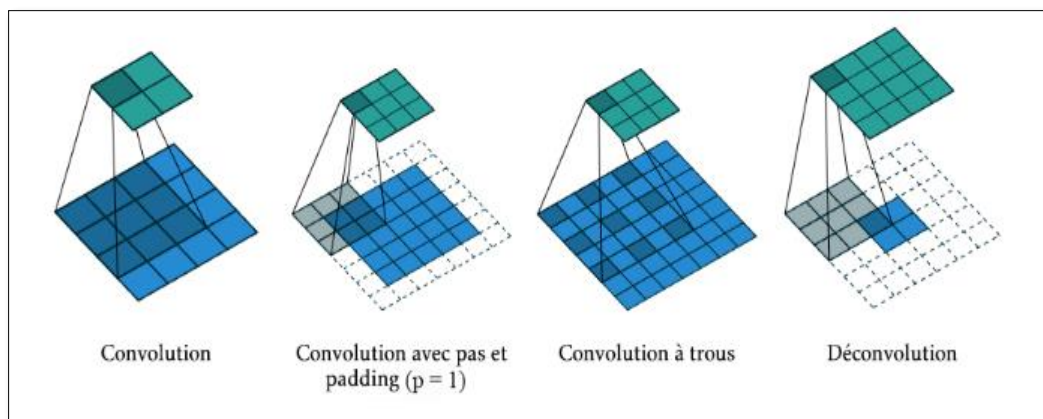 Convolution
Convolution avec pas et
padding (p = 1)
Convolution à trous
Déconvolution